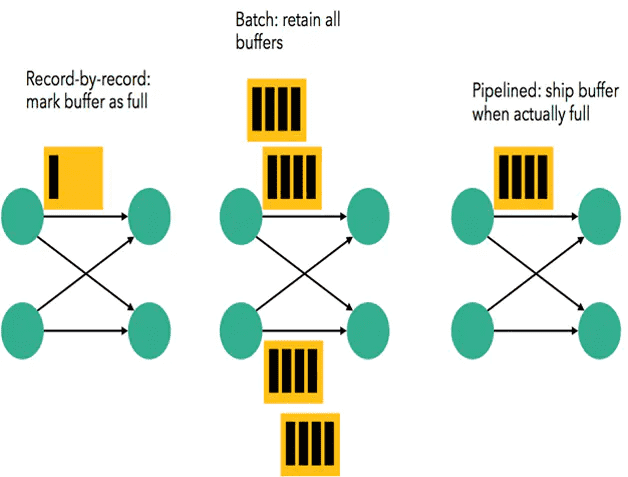 Batch: retain all
buffers
Record-by-record:
mark buffer as full
Pipelined: ship buffer
when actually full